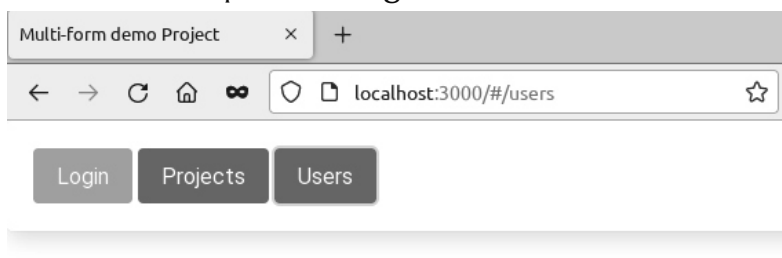 Multi-form demo Project
localhost:3000/#/users
Login Projects Users